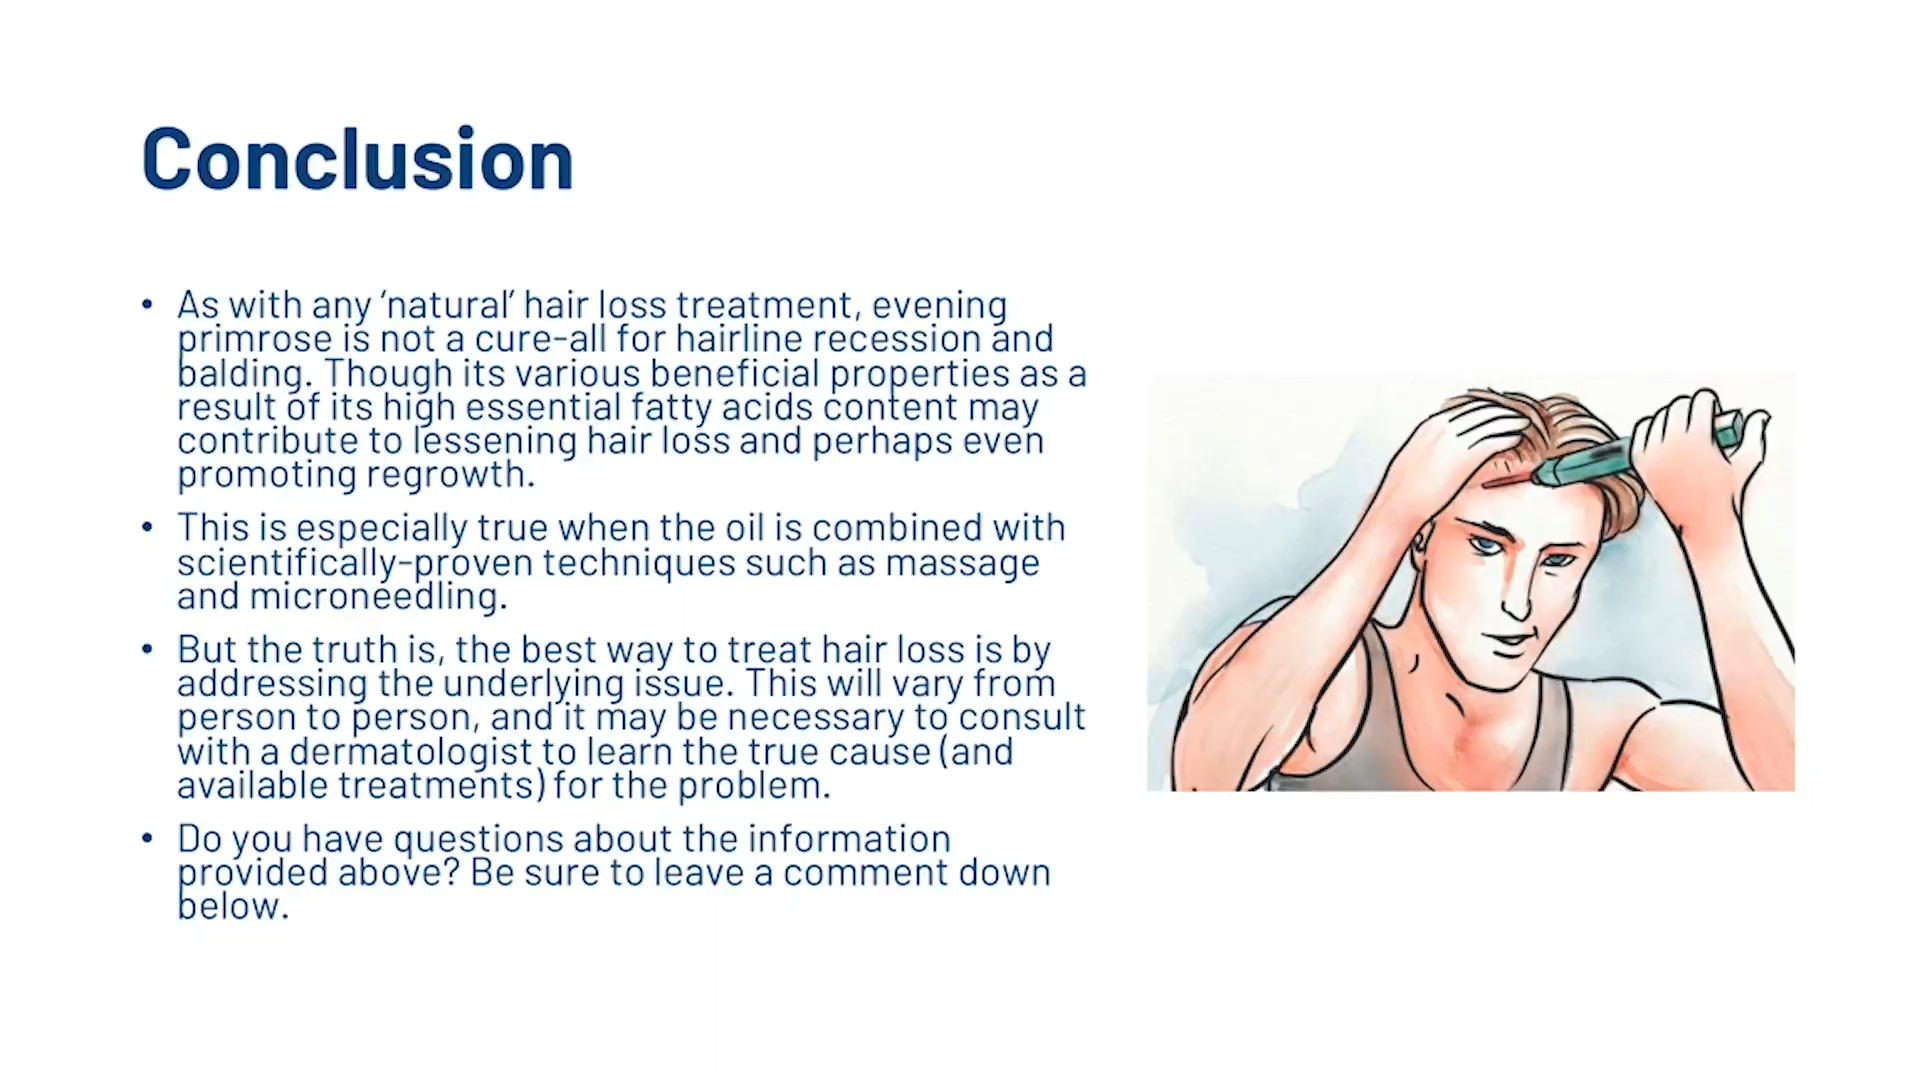 Conclusion
• As with any ‘natural’ hair loss treatment, evening
primrose is not a cure-all for hairline recession and
balding. Though its various beneficial properties as a
result of its high essential fatty acids content may
contribute to lessening hair loss and perhaps even
promoting regrowth.
• This is especially true when the oil is combined with
scientifically-proven techniques such as massage
and microneedling.
• But the truth is, the best way to treat hair loss is by
addressing the underlying issue. This will vary from
person to person, and it may be necessary to consult
with a dermatologist to learn the true cause (and
available treatments) for the problem.
• Do you have questions about the information
provided above? Be sure to leave a comment down
below.